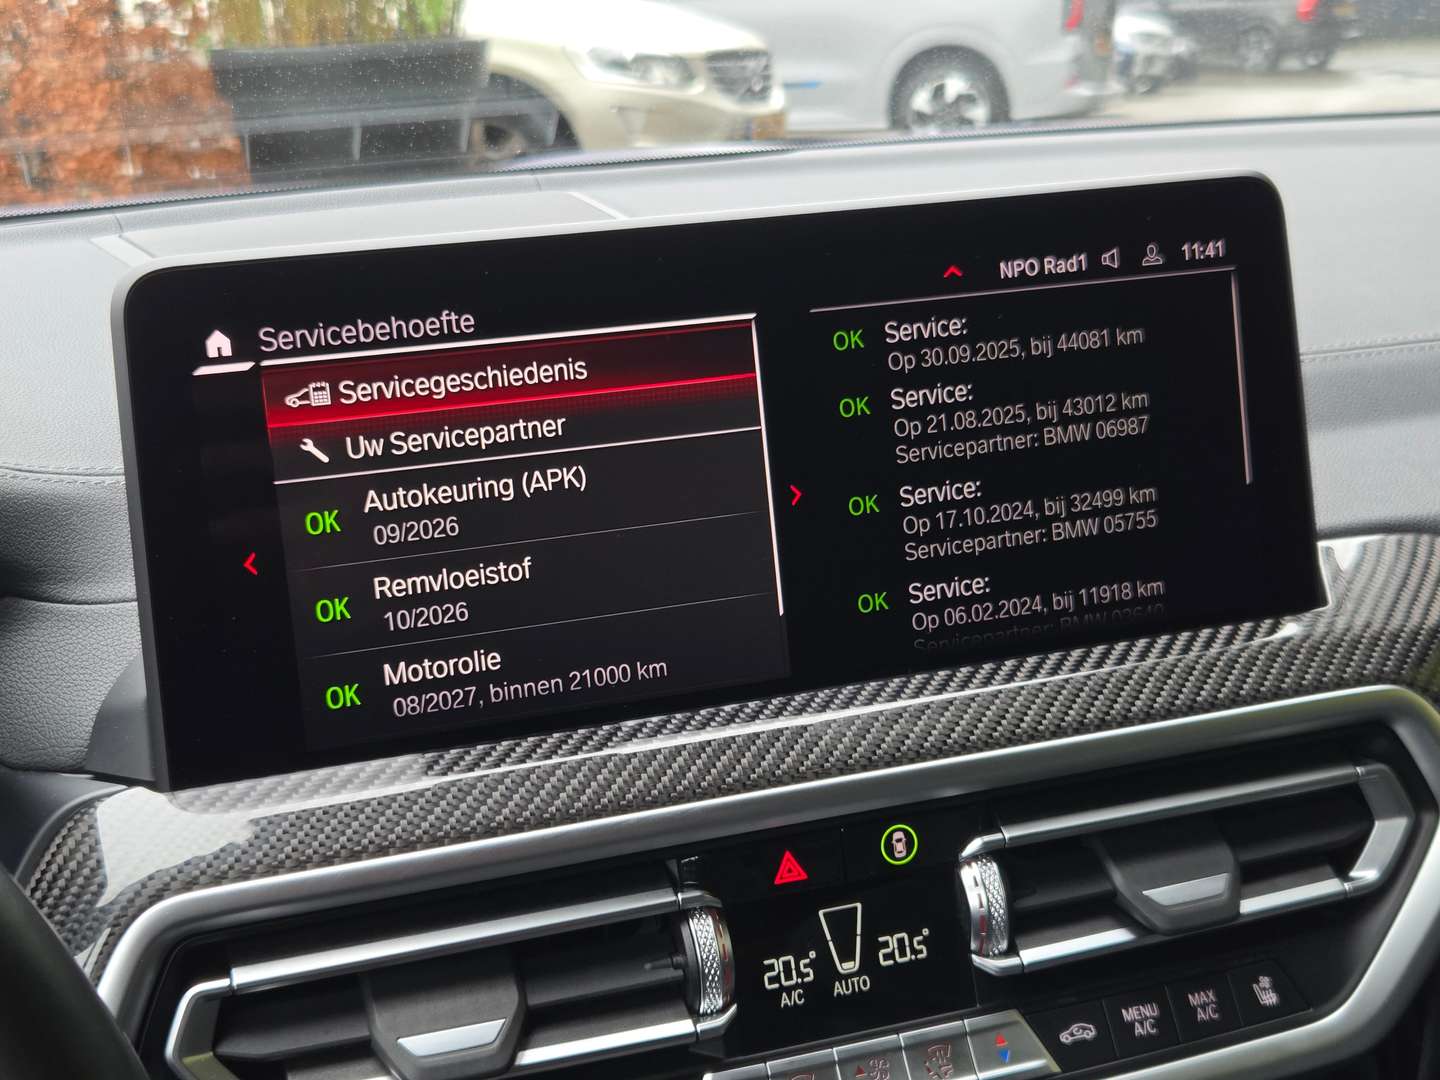 NPO Rad1 11:41
Servicebehoefte
Servicegeschiedenis
Uw Servicepartner
OK Autokeuring (APK)
09/2026
OK Remvloeistof
10/2026
OK Motorolie
08/2027, binnen 21000 km
OK Service:
Op 30.09.2025, bij 44081 km
OK Service:
Op 21.08.2025, bij 43012 km
Servicepartner: BMW 06987
OK Service:
Op 17.10.2024, bij 32499 km
Servicepartner: BMW 05755
OK Service:
Op 06.02.2024, bij 11918 km
Servicepartner: BMW
20.5° 20.5°
A/C AUTO
MENU
A/C
MAX
A/C